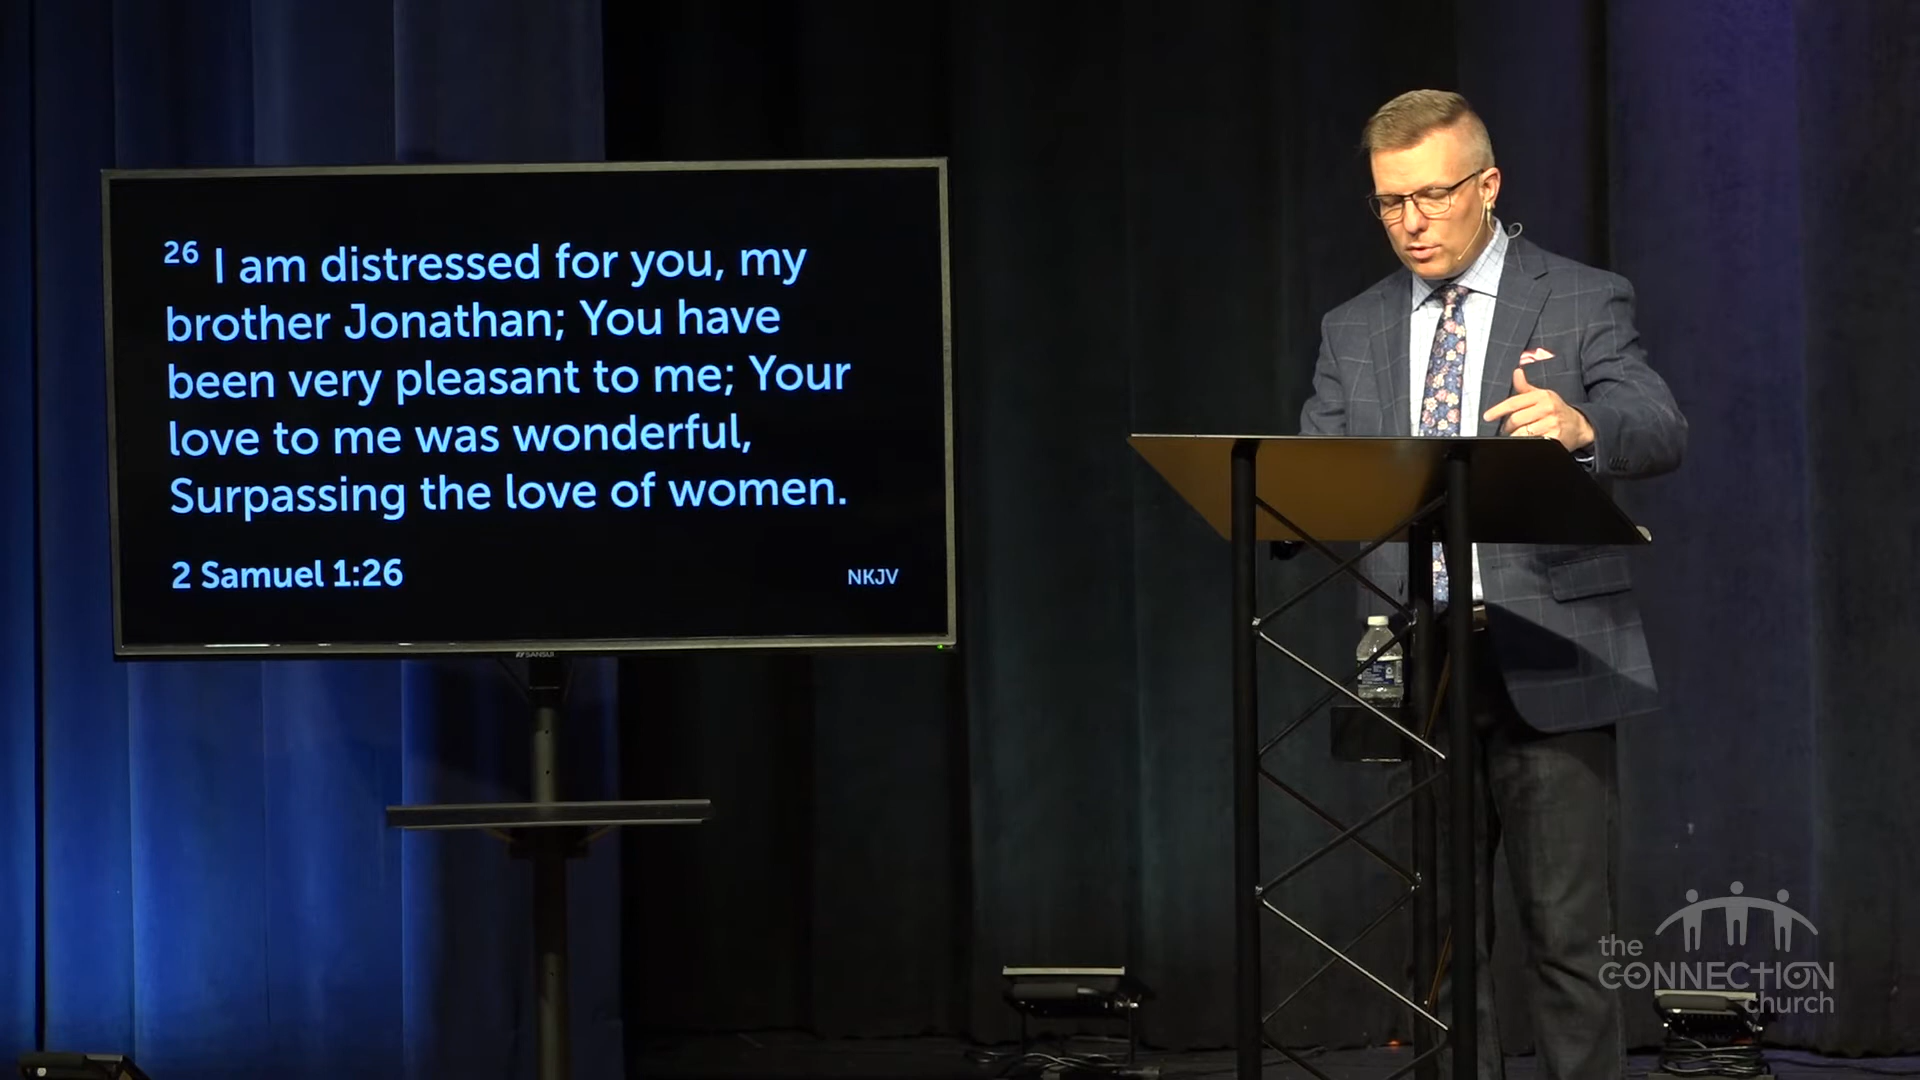 26 I am distressed for you, my
brother Jonathan; You have
been very pleasant to me; Your
love to me was wonderful,
Surpassing the love of women.
2 Samuel 1:26
NKJV
SANSUI
the
CONNECTION
church